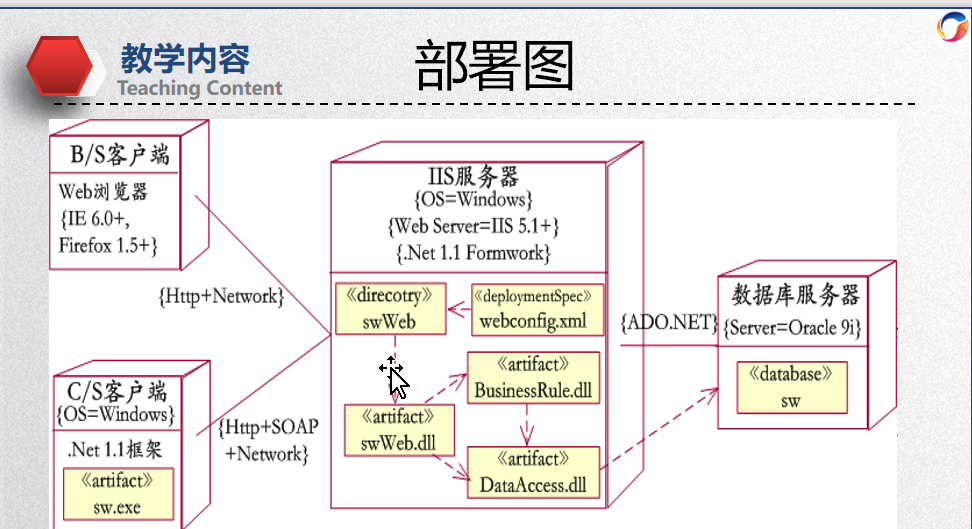 教学内容
Teaching Content
部署图
B/S客户端
Web浏览器
{IE 6.0+,
Firefox 1.5+}
{Http+Network}
C/S客户端
{OS=Windows}
.Net 1.1框架
《artifact》
sw.exe
{Http+SOAP
+Network}
IIS服务器
{OS=Windows}
{Web Server=IIS 5.1+}
{.Net 1.1 Formwork}
《direcotry》
swWeb
《deploymentSpec》
webconfig.xml
《artifact》
BusinessRule.dll
《artifact》
swWeb.dll
《artifact》
DataAccess.dll
{ADO.NET}
数据库服务器
{Server=Oracle 9i}
《database》
sw